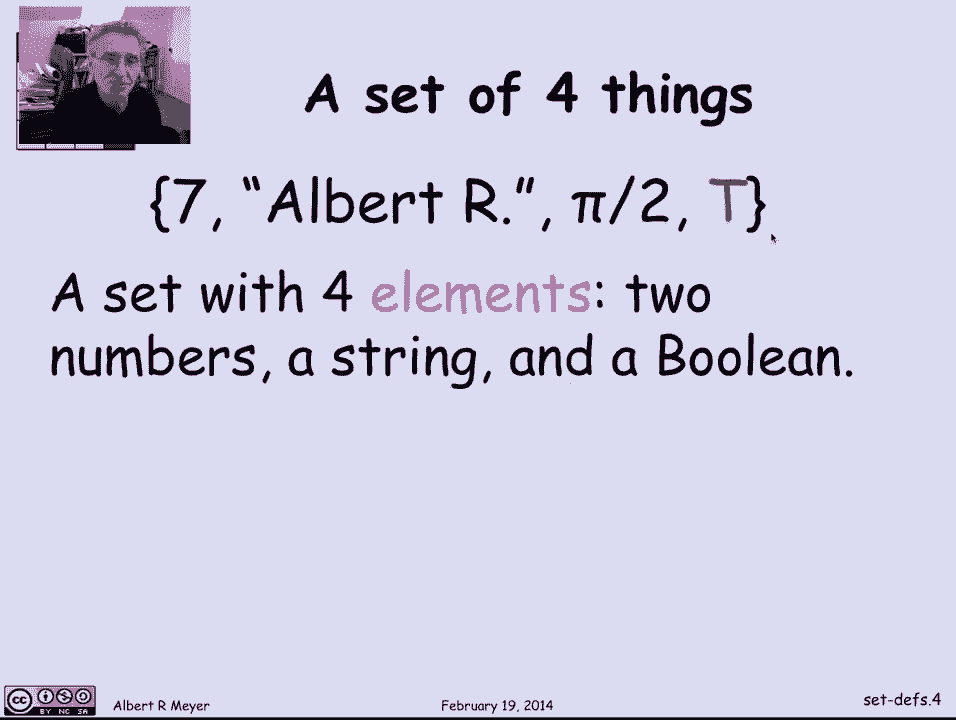 A set of 4 things
{7, “Albert R.”, π/2, T}
A set with 4 elements: two
numbers, a string, and a Boolean.
cc
BY NC SA
Albert R Meyer
February 19, 2014
set-defs.4